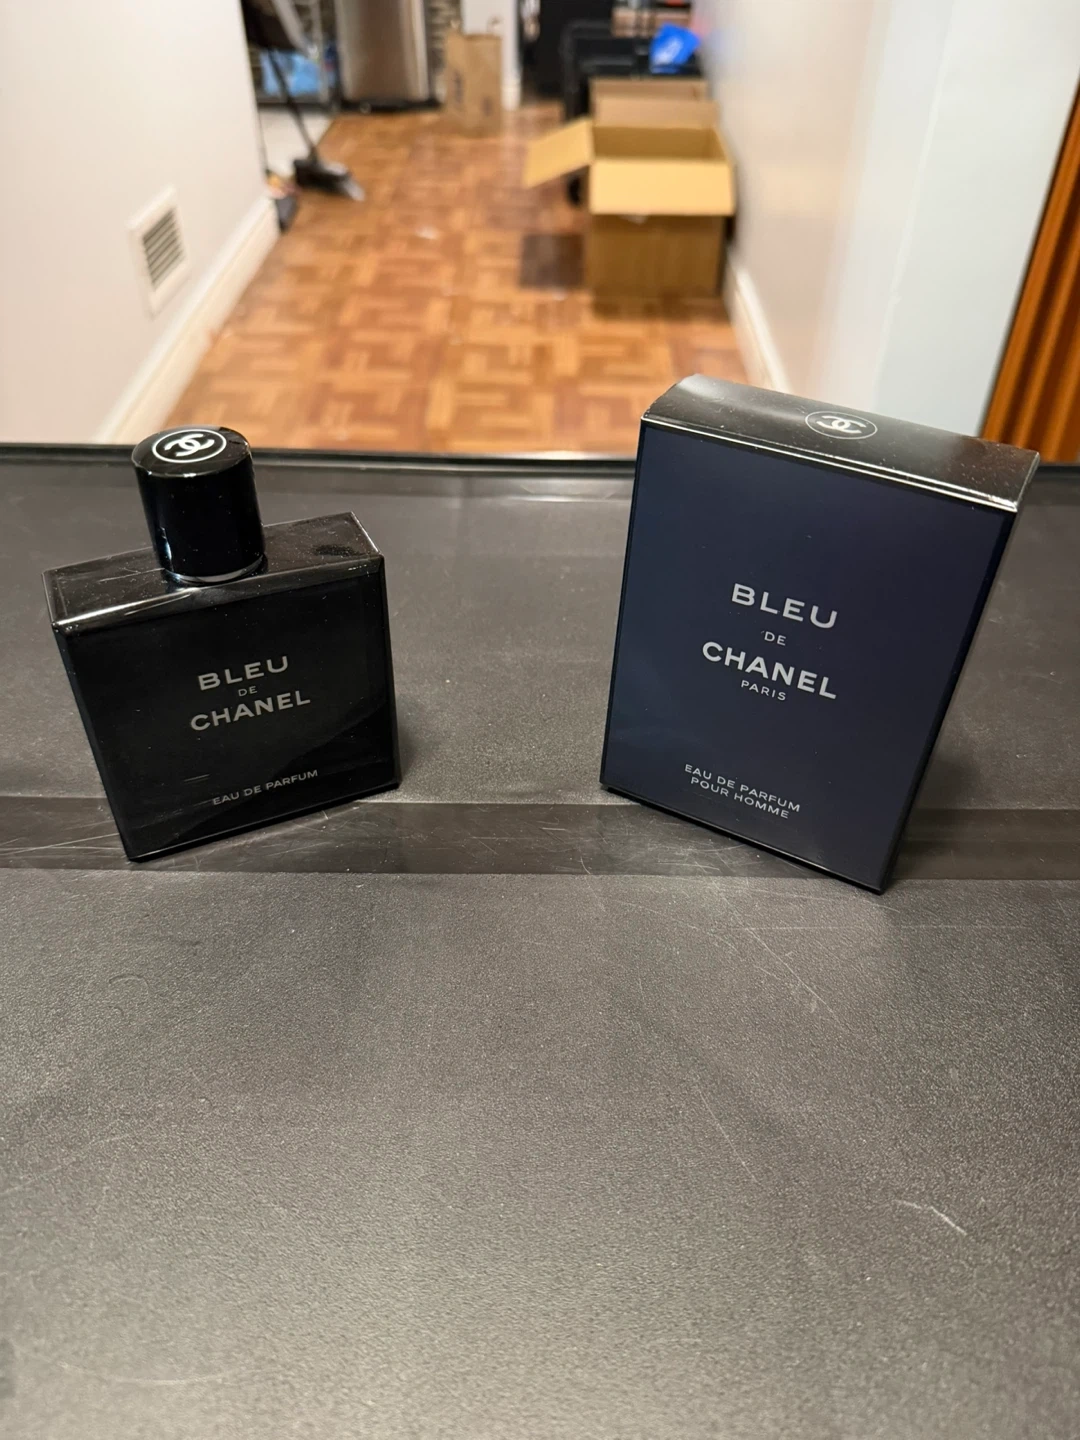 BLEU
DE
CHANEL
EAU DE PARFUM
BLEU
DE
CHANEL
PARIS
EAU DE PARFUM
POUR HOMME